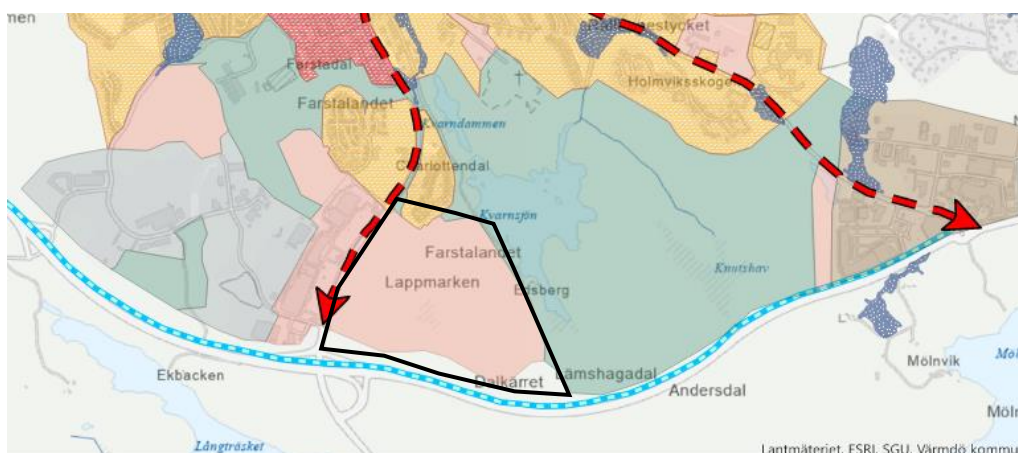 Farstadal
Holmviksskogen
Farstalandet
Kvarndammen
Charlottendal
Kvarnsjön
Farstalandet
Lappmarken
Knutshav
Edsberg
Mölnvik
Ekbacken
Dalkärret
Lämshagadal
Andersdal
Långträsket
Lantmäteriet, ESRI, SGU, Värmdö kommu